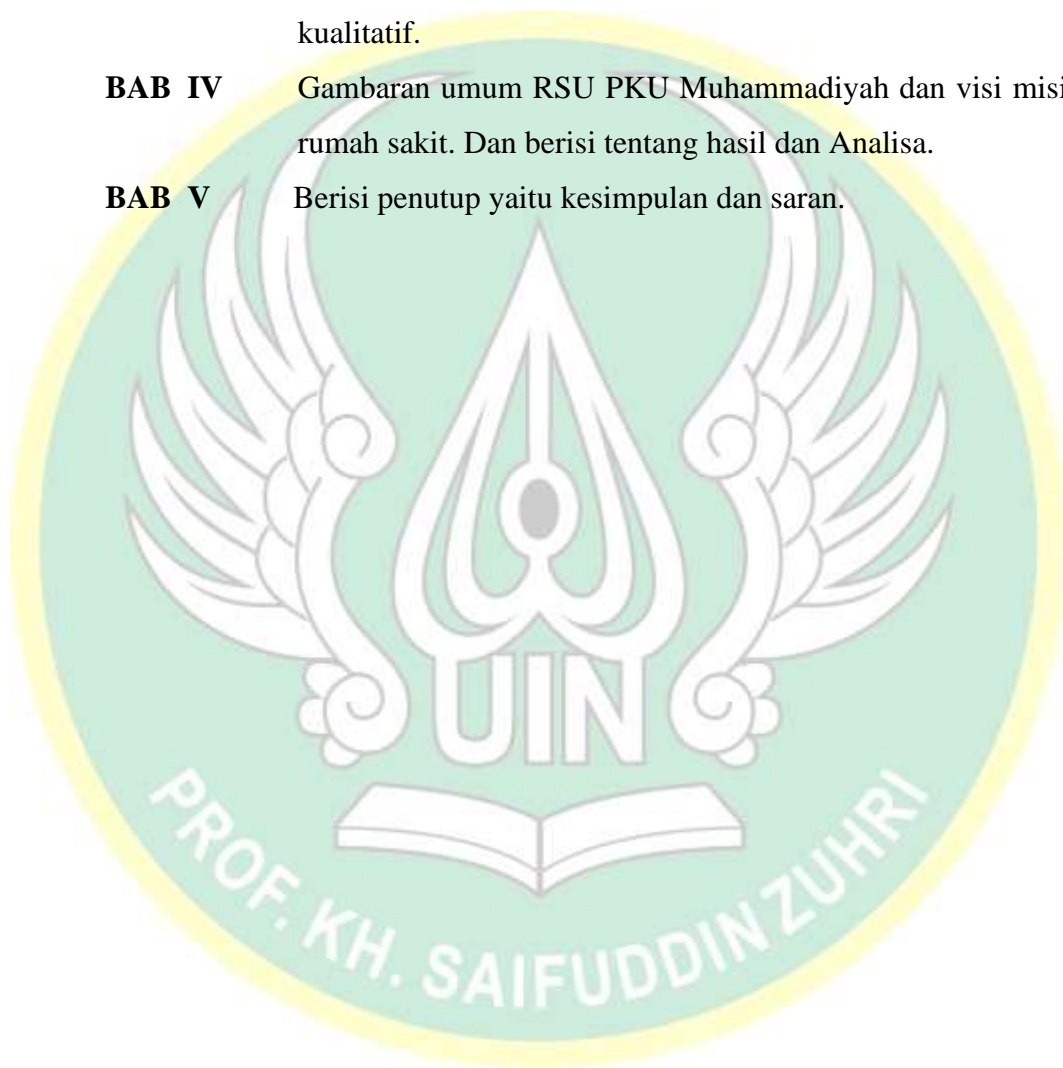 kualitatif.
BAB IV Gambaran umum RSU PKU Muhammadiyah dan visi misi
rumah sakit. Dan berisi tentang hasil dan Analisa.
BAB V Berisi penutup yaitu kesimpulan dan saran.
UIN
PROF. KH. SAIFUDDIN ZUHRI